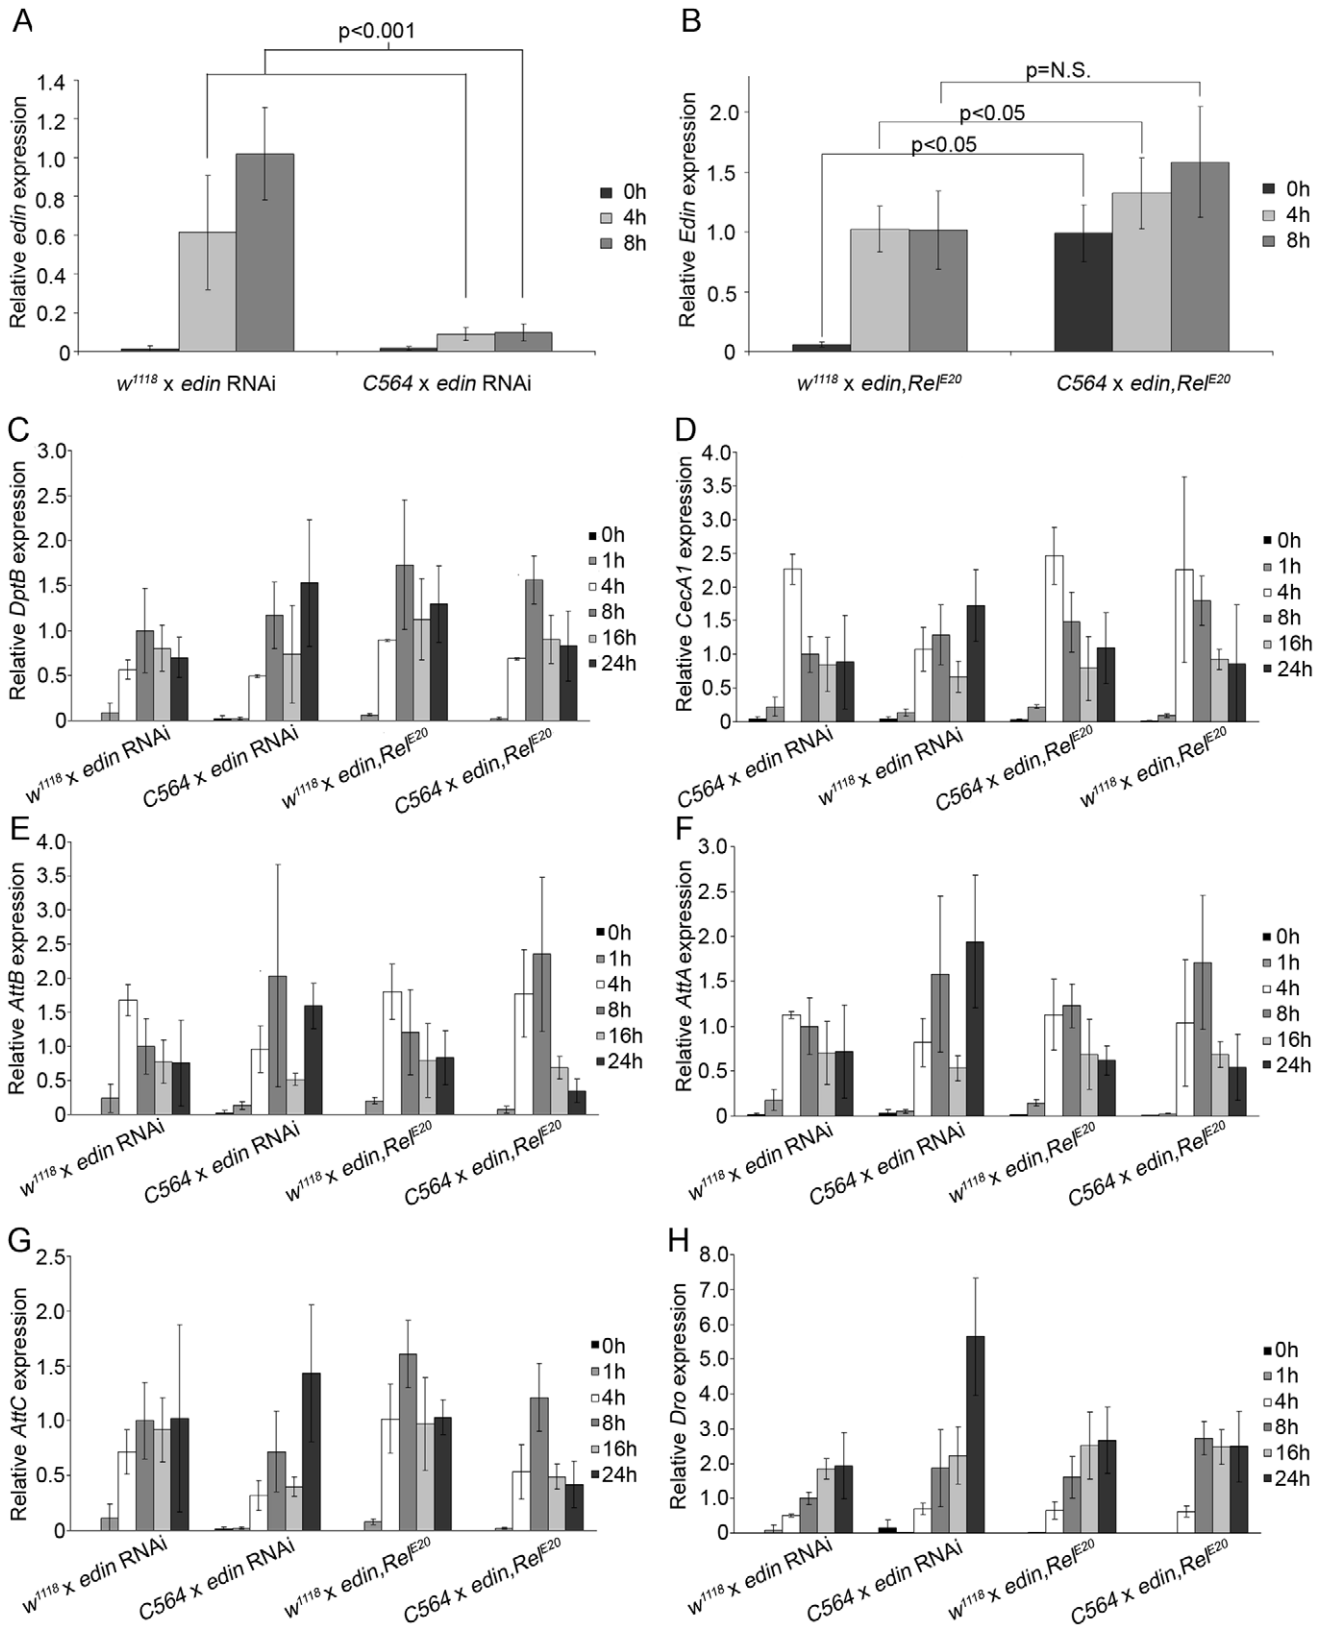 A
p<0.001
Relative edin expression
1.4
1.2
1.0
0.8
0.6
0.4
0.2
0
0h
4h
8h
w1118 x edin RNAi
C564 x edin RNAi
B
p=N.S.
p<0.05
p<0.05
Relative Edin expression
2.0
1.5
1.0
0.5
0
0h
4h
8h
w1118 x edin,RelE20
C564 x edin,RelE20
C
Relative DptB expression
3.0
2.5
2.0
1.5
1.0
0.5
0
0h
1h
4h
8h
16h
24h
w1118 x edin RNAi
C564 x edin RNAi
w1118 x edin,RelE20
C564 x edin,RelE20
D
Relative CecA1 expression
4.0
3.5
3.0
2.5
2.0
1.5
1.0
0.5
0
0h
1h
4h
8h
16h
24h
C564 x edin RNAi
w1118 x edin RNAi
C564 x edin,RelE20
w1118 x edin,RelE20
E
Relative AttB expression
4.0
3.5
3.0
2.5
2.0
1.5
1.0
0.5
0
0h
1h
4h
8h
16h
24h
w1118 x edin RNAi
C564 x edin RNAi
w1118 x edin,RelE20
C564 x edin,RelE20
F
Relative AttA expression
3.0
2.5
2.0
1.5
1.0
0.5
0
0h
1h
4h
8h
16h
24h
w1118 x edin RNAi
C564 x edin RNAi
w1118 x edin,RelE20
C564 x edin,RelE20
G
Relative AttC expression
2.5
2.0
1.5
1.0
0.5
0
0h
1h
4h
8h
16h
24h
w1118 x edin RNAi
C564 x edin RNAi
w1118 x edin,RelE20
C564 x edin,RelE20
H
Relative Dro expression
8.0
7.0
6.0
5.0
4.0
3.0
2.0
1.0
0
0h
1h
4h
8h
16h
24h
w1118 x edin RNAi
C564 x edin RNAi
w1118 x edin,RelE20
C564 x edin,RelE20